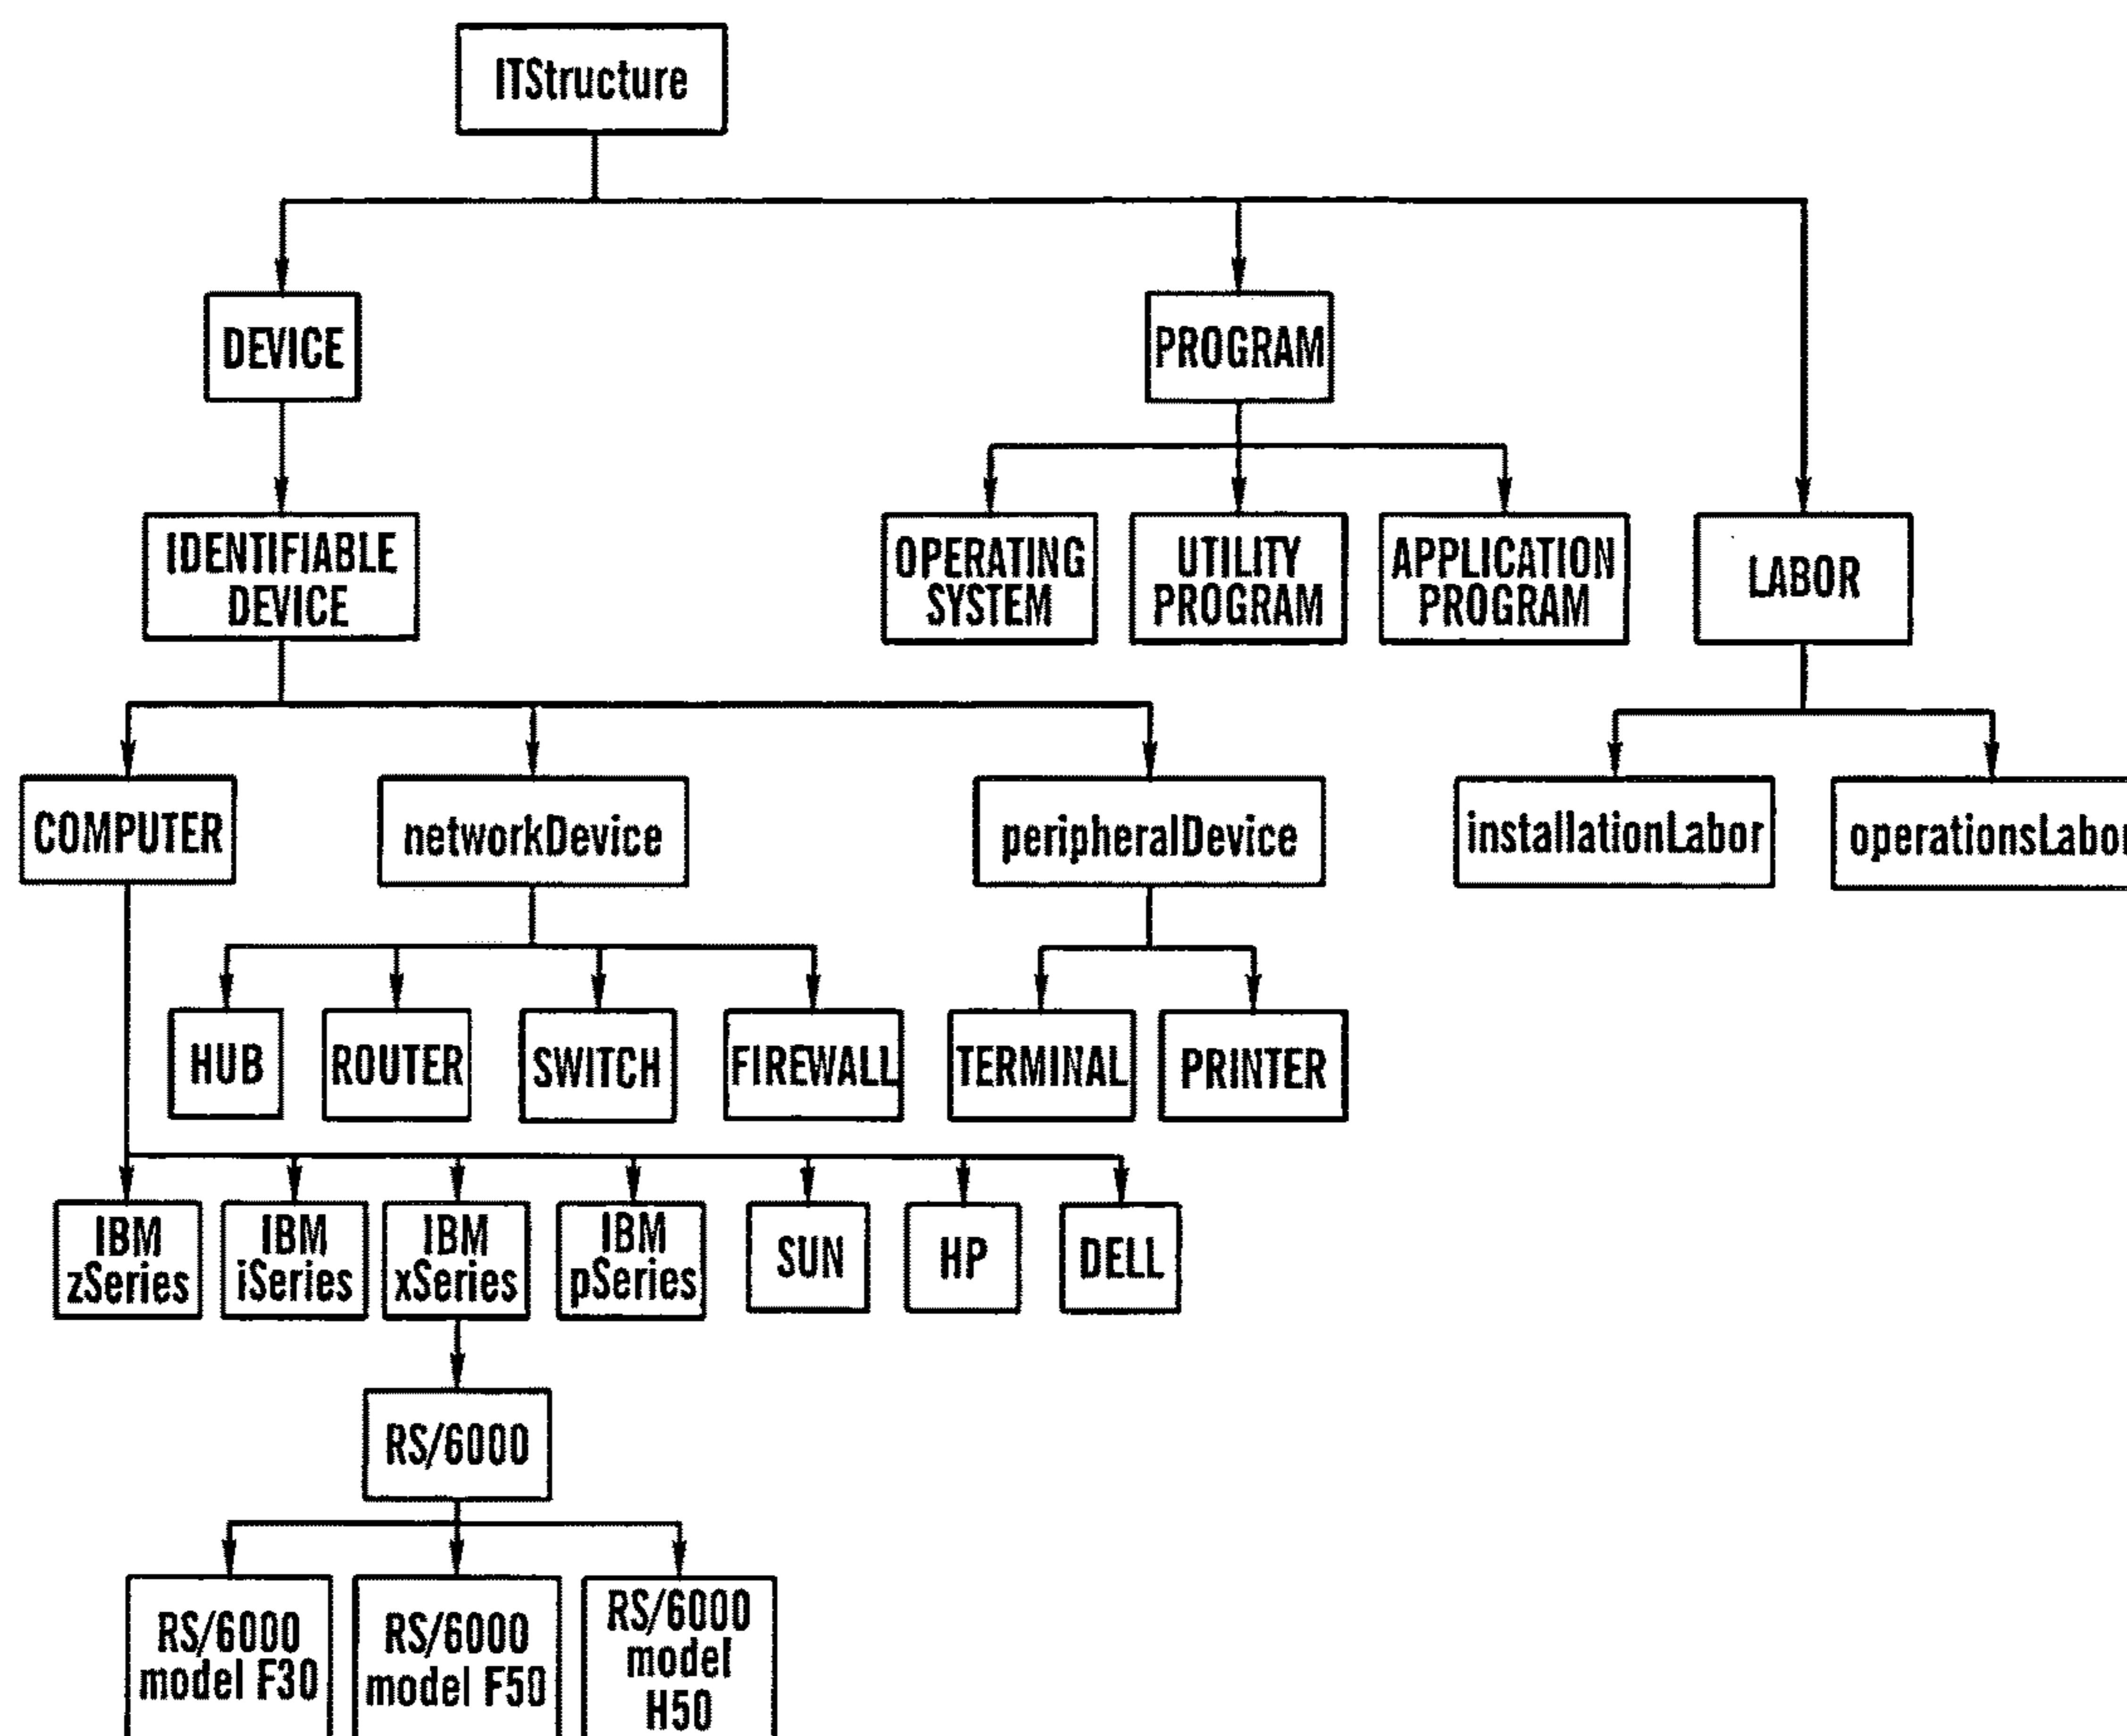 ITStructure
DEVICE
PROGRAM
IDENTIFIABLE
DEVICE
OPERATING
SYSTEM
UTILITY
PROGRAM
APPLICATION
PROGRAM
LABOR
COMPUTER
networkDevice
peripheralDevice
installationLabor
operationsLabor
HUB
ROUTER
SWITCH
FIREWALL
TERMINAL
PRINTER
IBM
zSeries
IBM
iSeries
IBM
xSeries
IBM
pSeries
SUN
HP
DELL
RS/6000
RS/6000
model F30
RS/6000
model F50
RS/6000
model
H50